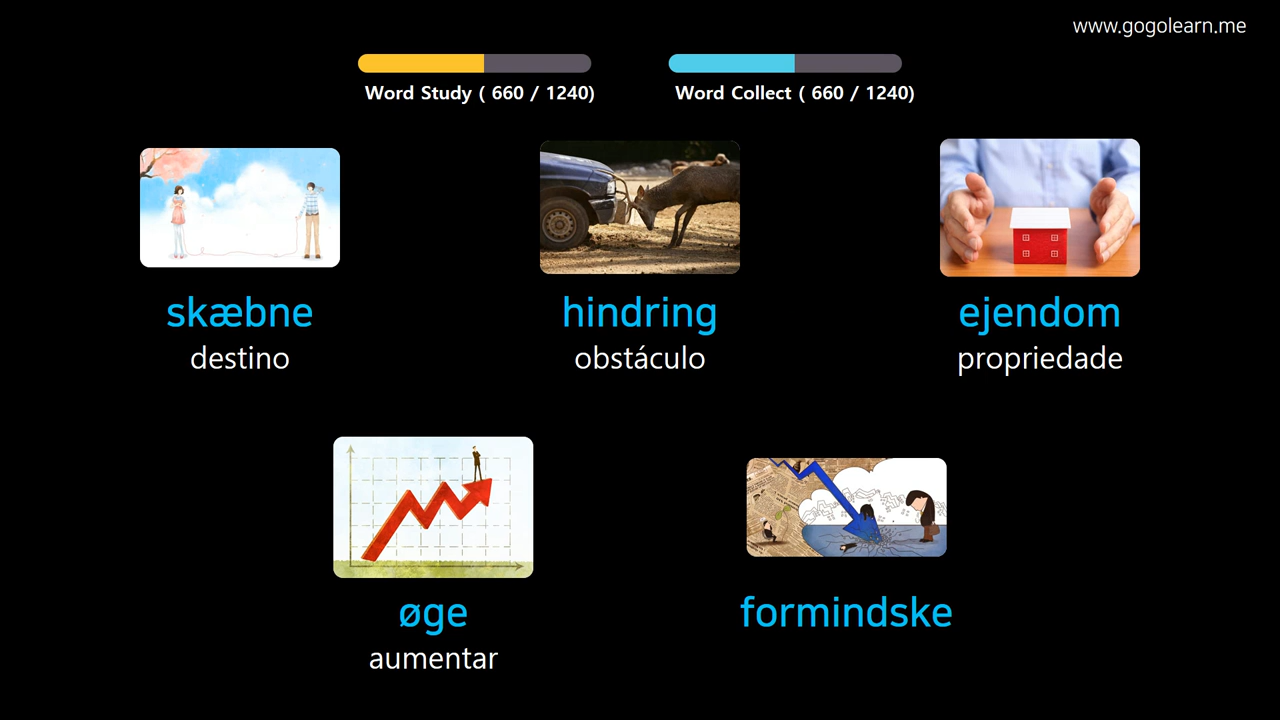 www.gogolearn.me
Word Study ( 660 / 1240)
Word Collect ( 660 / 1240)
skæbne
destino
hindring
obstáculo
ejendom
propriedade
øge
aumentar
formindske